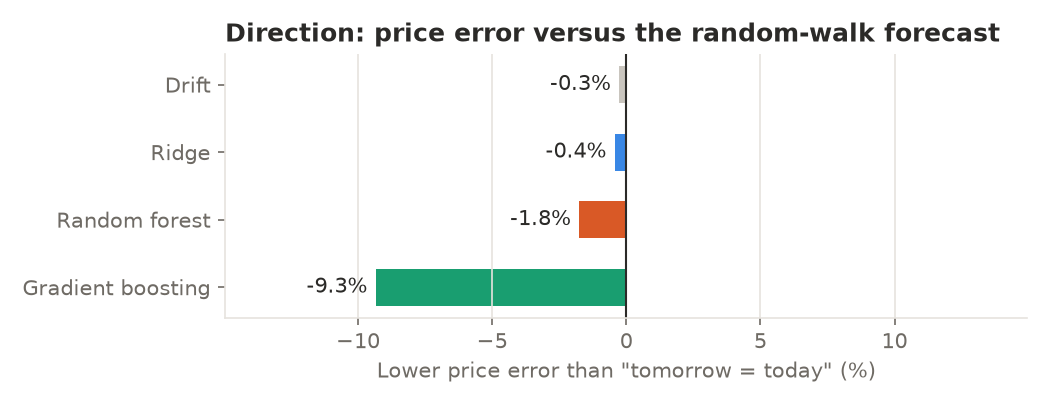 Direction: price error versus the random-walk forecast
Drift
-0.3%
Ridge
-0.4%
Random forest
-1.8%
Gradient boosting
-9.3%
−10 −5 0 5 10
Lower price error than "tomorrow = today" (%)